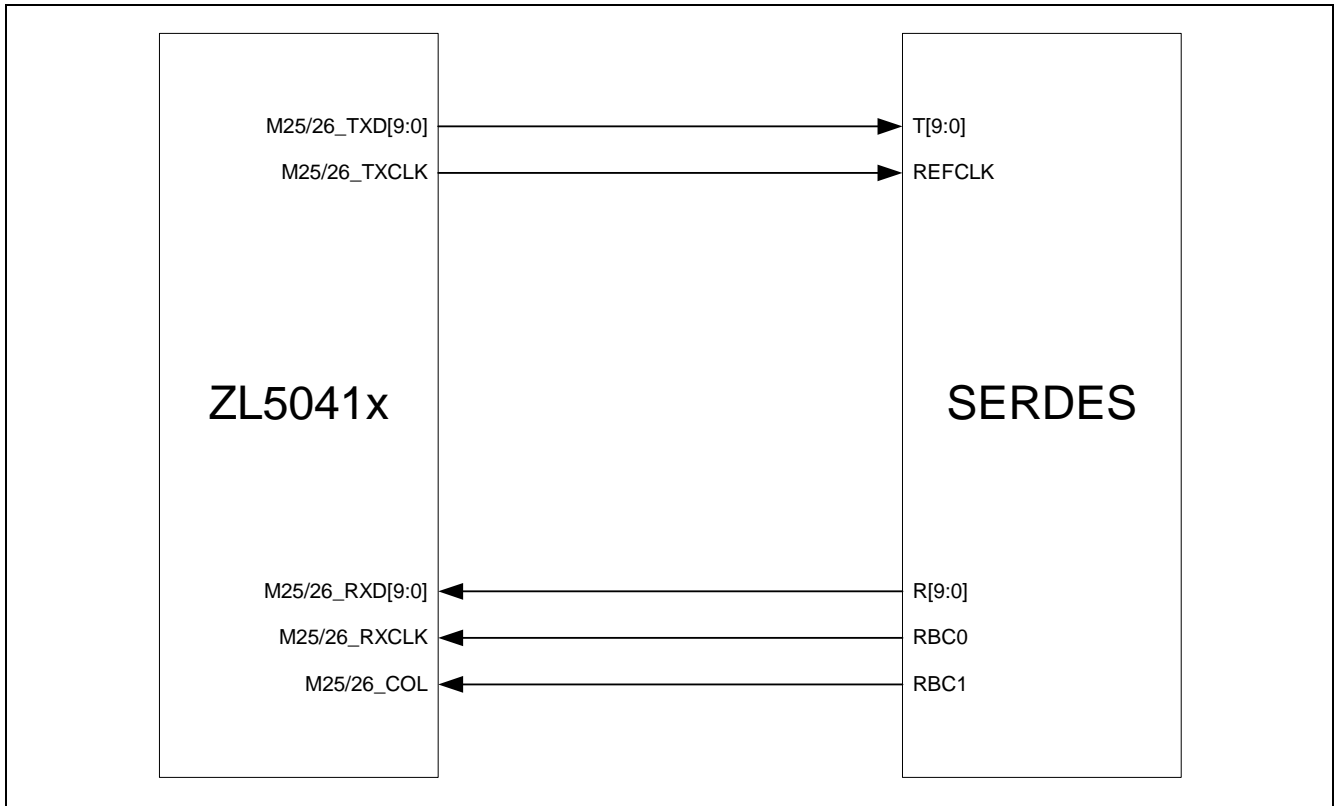 M25/26_TXD[9:0] T[9:0]
M25/26_TXCLK REFCLK
ZL5041x SERDES
M25/26_RXD[9:0] R[9:0]
M25/26_RXCLK RBC0
M25/26_COL RBC1